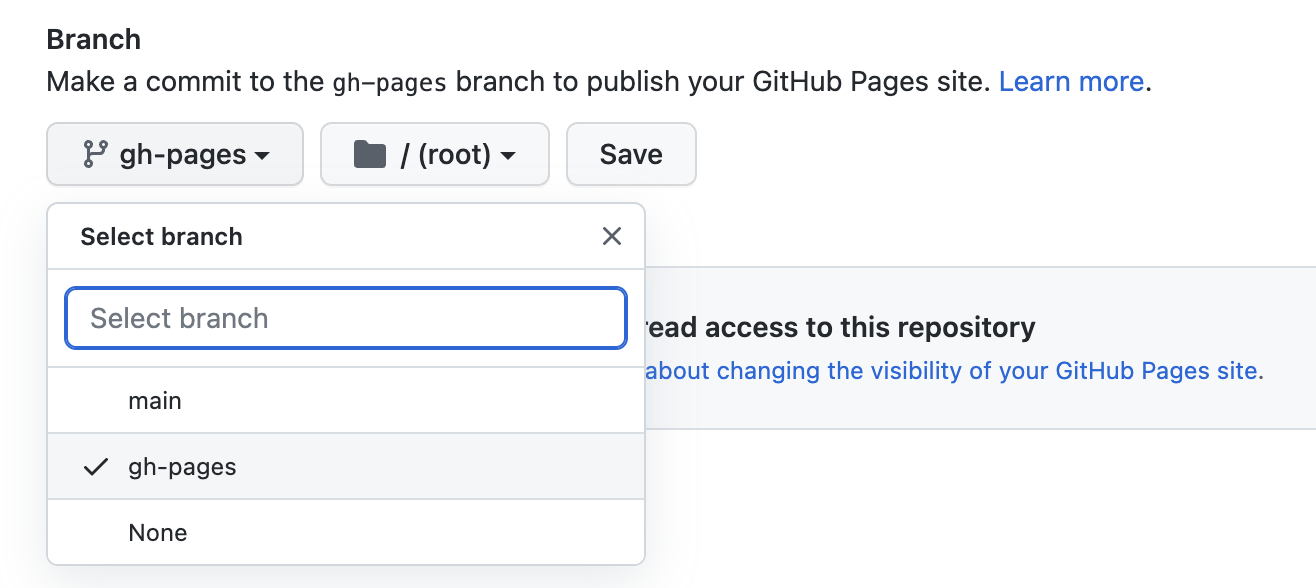 Branch
Make a commit to the gh-pages branch to publish your GitHub Pages site. Learn more.
gh-pages / (root) Save
Select branch
Select branch
read access to this repository
about changing the visibility of your GitHub Pages site.
main
gh-pages
None